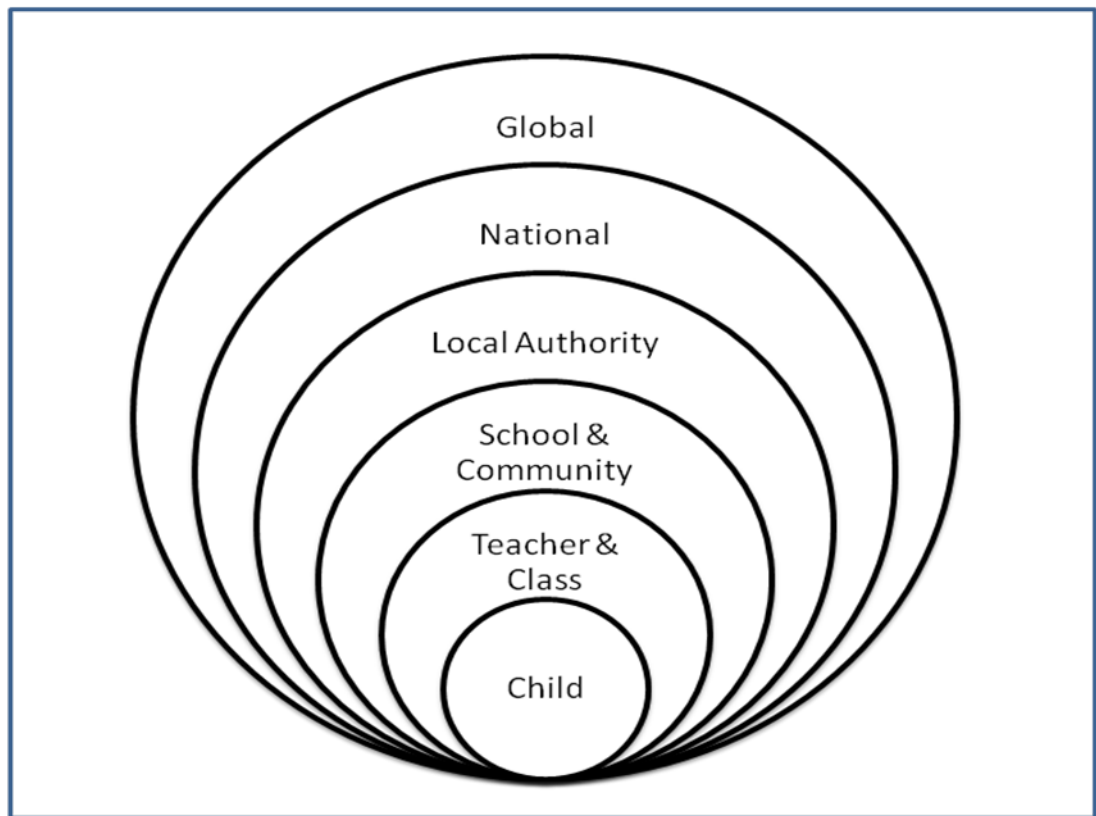 Global
National
Local Authority
School &
Community
Teacher &
Class
Child